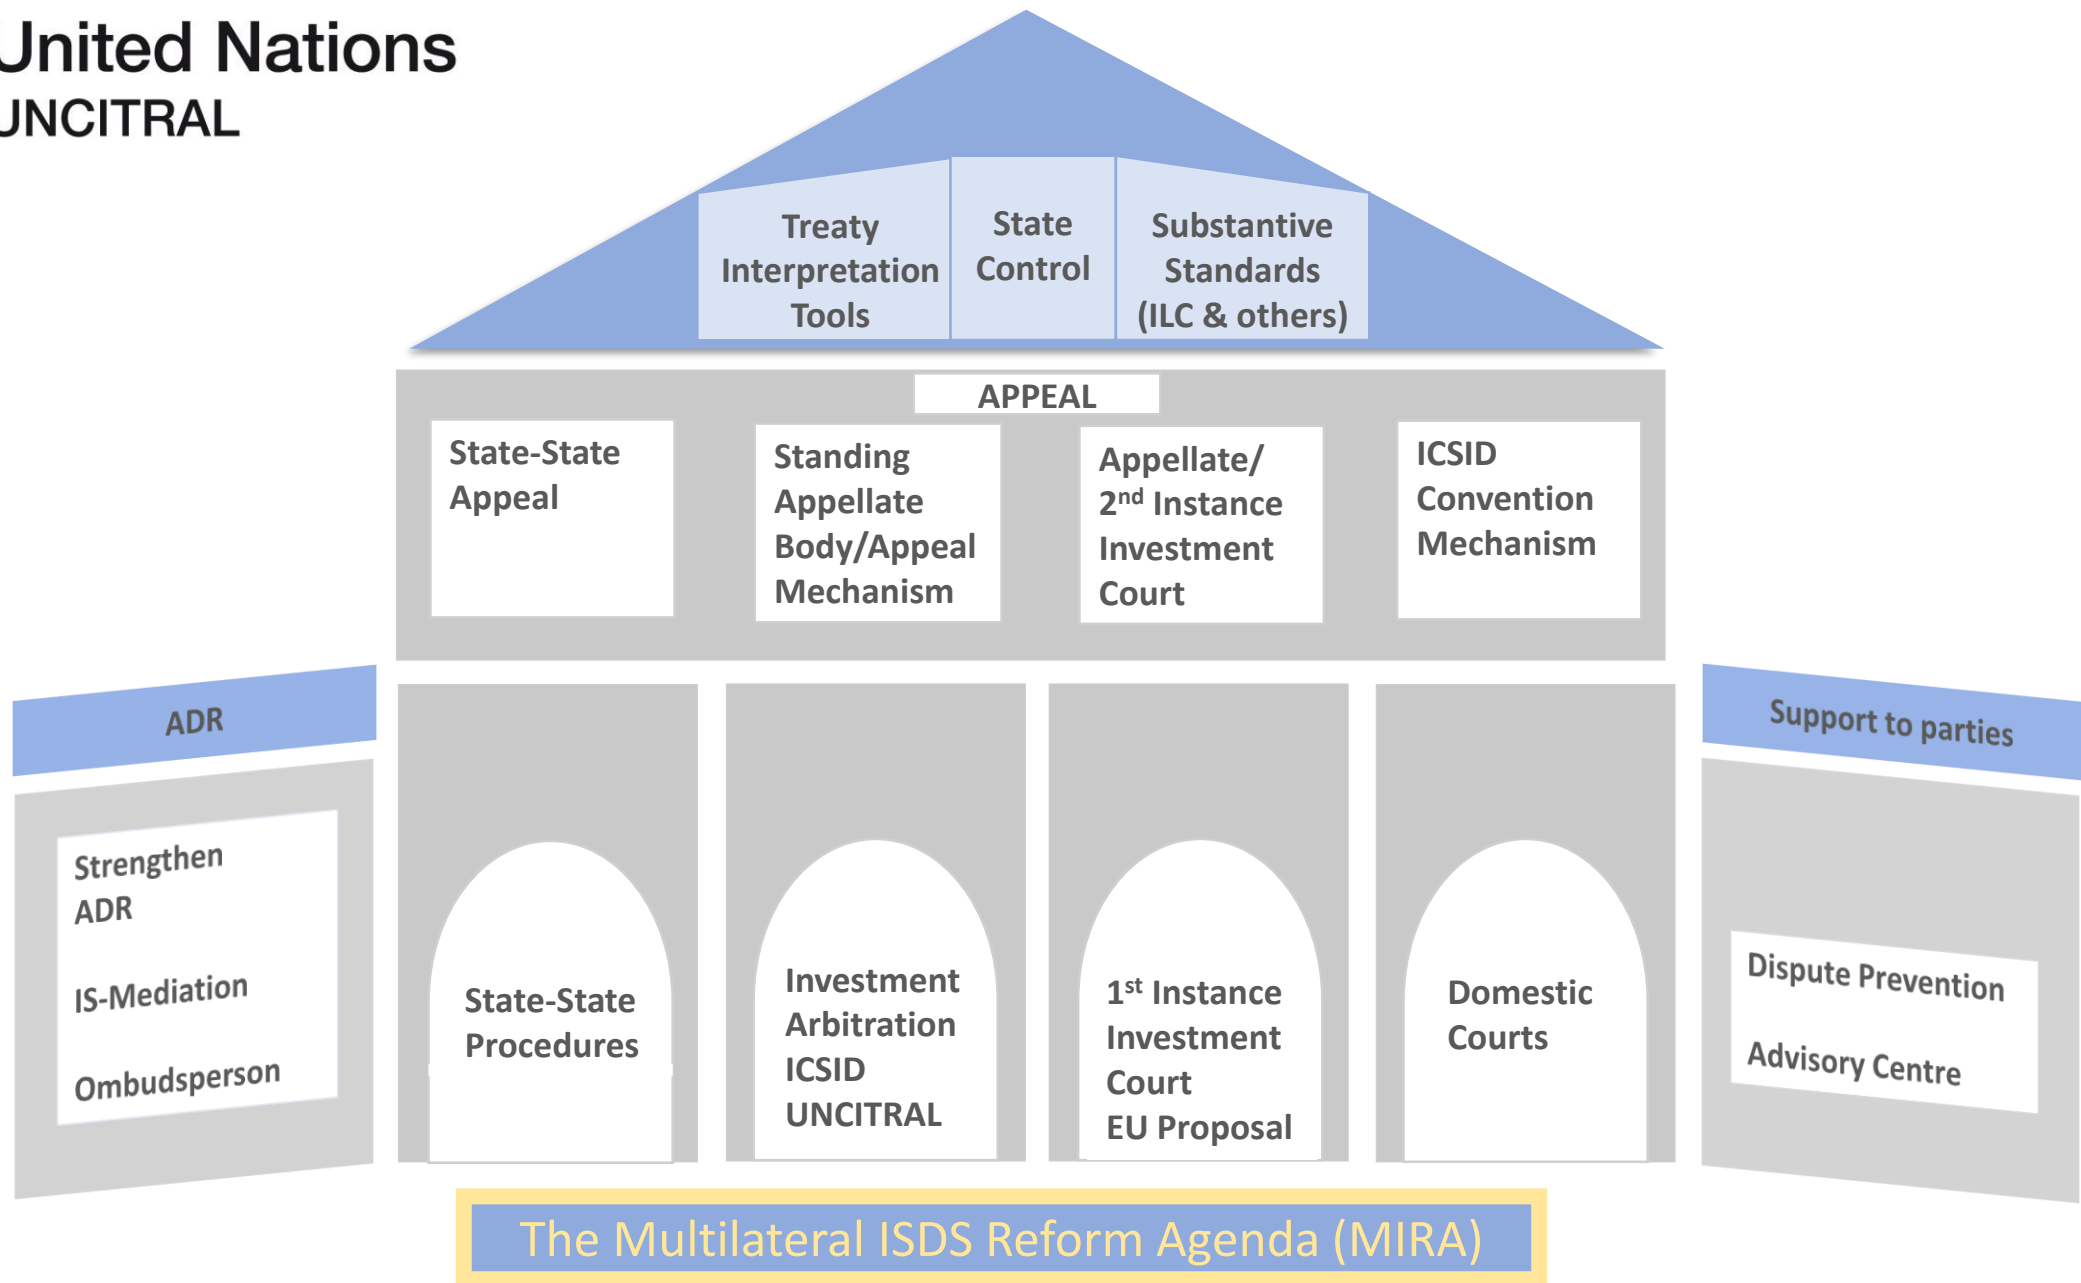 United Nations
UNCITRAL
Treaty
Interpretation
Tools
State
Control
Substantive
Standards
(ILC & others)
APPEAL
State-State
Appeal
Standing
Appellate
Body/Appeal
Mechanism
Appellate/
2nd Instance
Investment
Court
ICSID
Convention
Mechanism
ADR
Strengthen
ADR
IS-Mediation
Ombudsperson
State-State
Procedures
Investment
Arbitration
ICSID
UNCITRAL
1st Instance
Investment
Court
EU Proposal
Domestic
Courts
Support to parties
Dispute Prevention
Advisory Centre
The Multilateral ISDS Reform Agenda (MIRA)